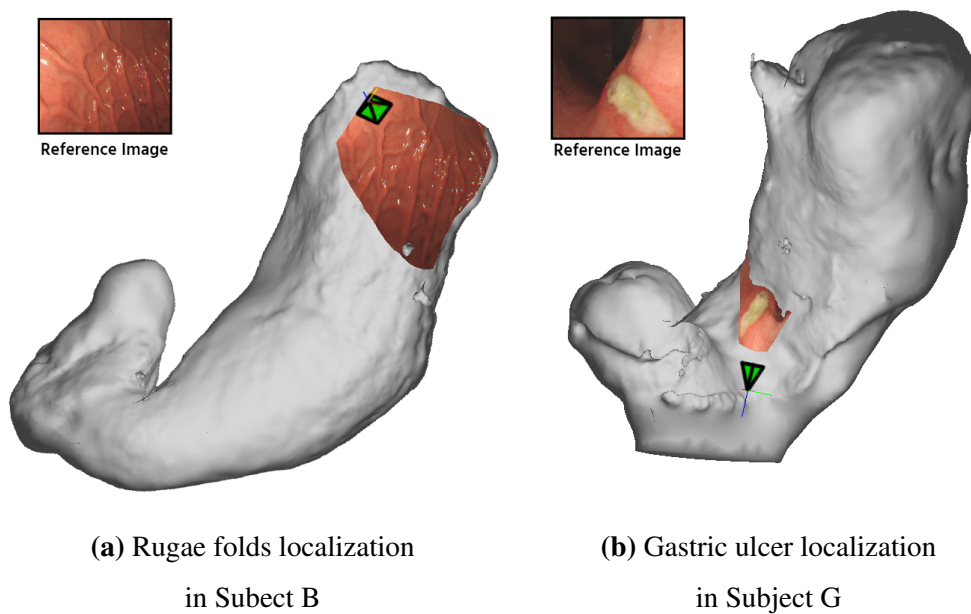 Reference Image
Reference Image
(a) Rugae folds localization
in Subect B
(b) Gastric ulcer localization
in Subject G